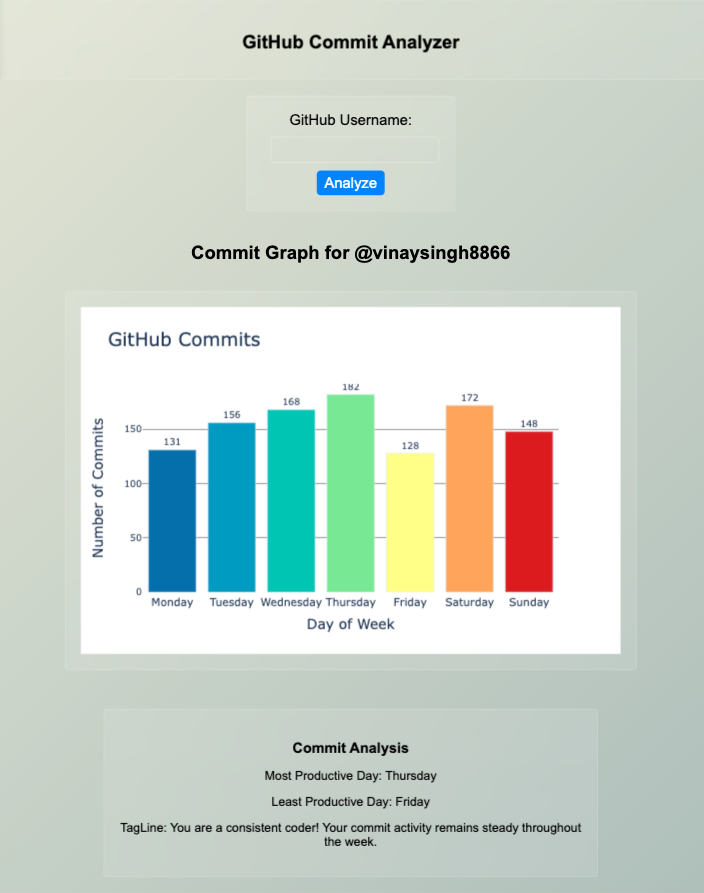 GitHub Commit Analyzer
GitHub Username:
Analyze
Commit Graph for @vinaysingh8866
GitHub Commits
Number of Commits
150
100
50
0
131
156
168
182
128
172
148
Monday
Tuesday
Wednesday
Thursday
Friday
Saturday
Sunday
Day of Week
Commit Analysis
Most Productive Day: Thursday
Least Productive Day: Friday
TagLine: You are a consistent coder! Your commit activity remains steady throughout
the week.